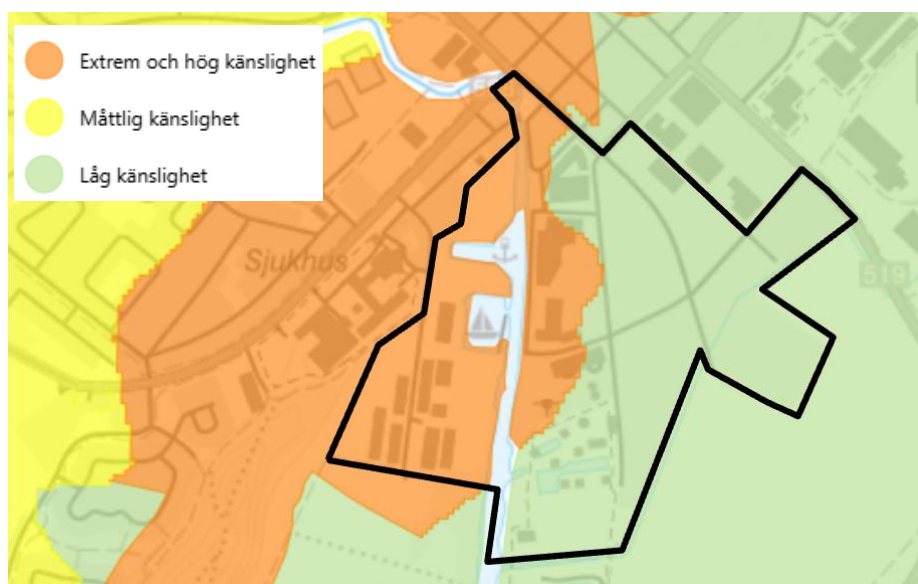 Extrem och hög känslighet
Måttlig känslighet
Låg känslighet
Sjukhus
519